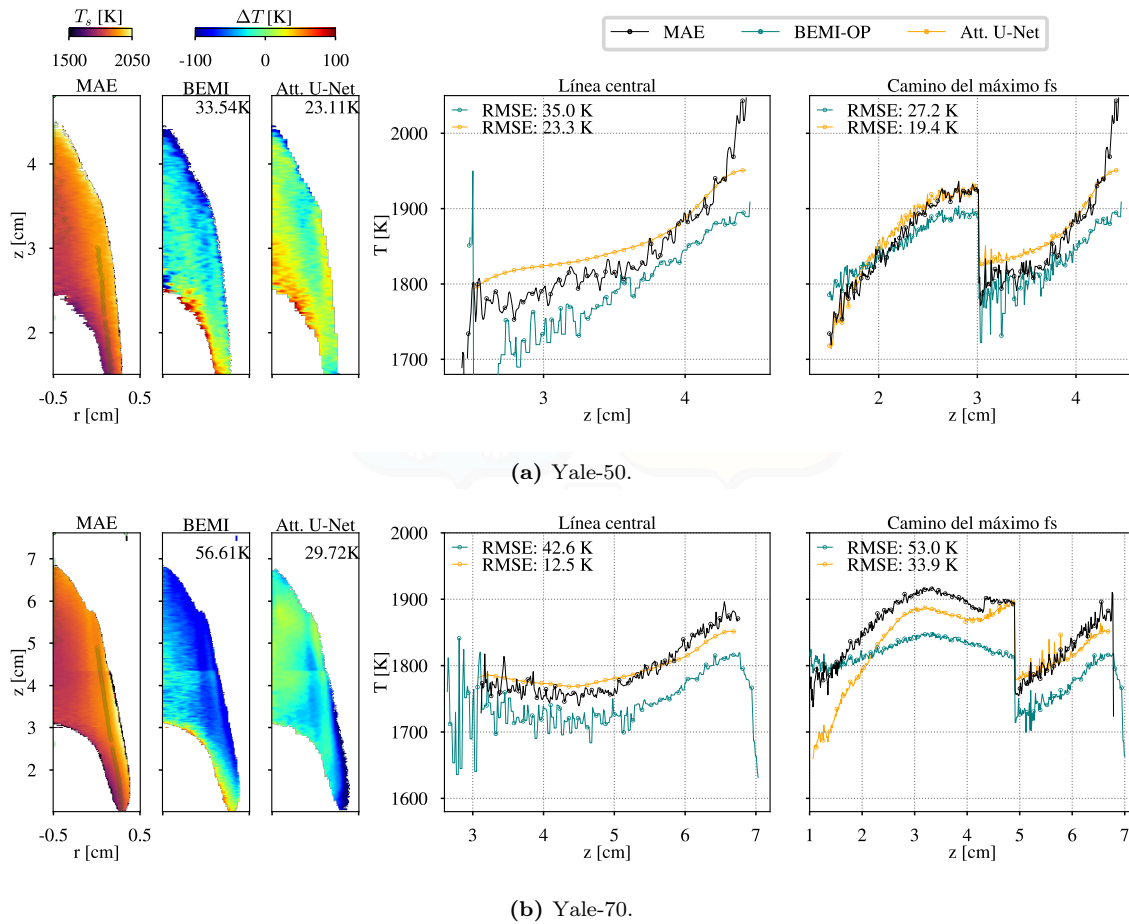 T_s [K]
1500 2050
ΔT [K]
-100 0 100
MAE BEMI-OP Att. U-Net
MAE
BEMI
33.54K
Att. U-Net
23.11K
4
3
2
z [cm]
-0.5 0.5
r [cm]
Línea central
RMSE: 35.0 K
RMSE: 23.3 K
2000
1900
1800
1700
T [K]
3 4
z [cm]
Camino del máximo fs
RMSE: 27.2 K
RMSE: 19.4 K
2 3 4
z [cm]
(a) Yale-50.
MAE
BEMI
56.61K
Att. U-Net
29.72K
7
6
5
4
3
2
z [cm]
-0.5 0.5
r [cm]
Línea central
RMSE: 42.6 K
RMSE: 12.5 K
2000
1900
1800
1700
1600
T [K]
3 4 5 6 7
z [cm]
Camino del máximo fs
RMSE: 53.0 K
RMSE: 33.9 K
1 2 3 4 5 6 7
z [cm]
(b) Yale-70.